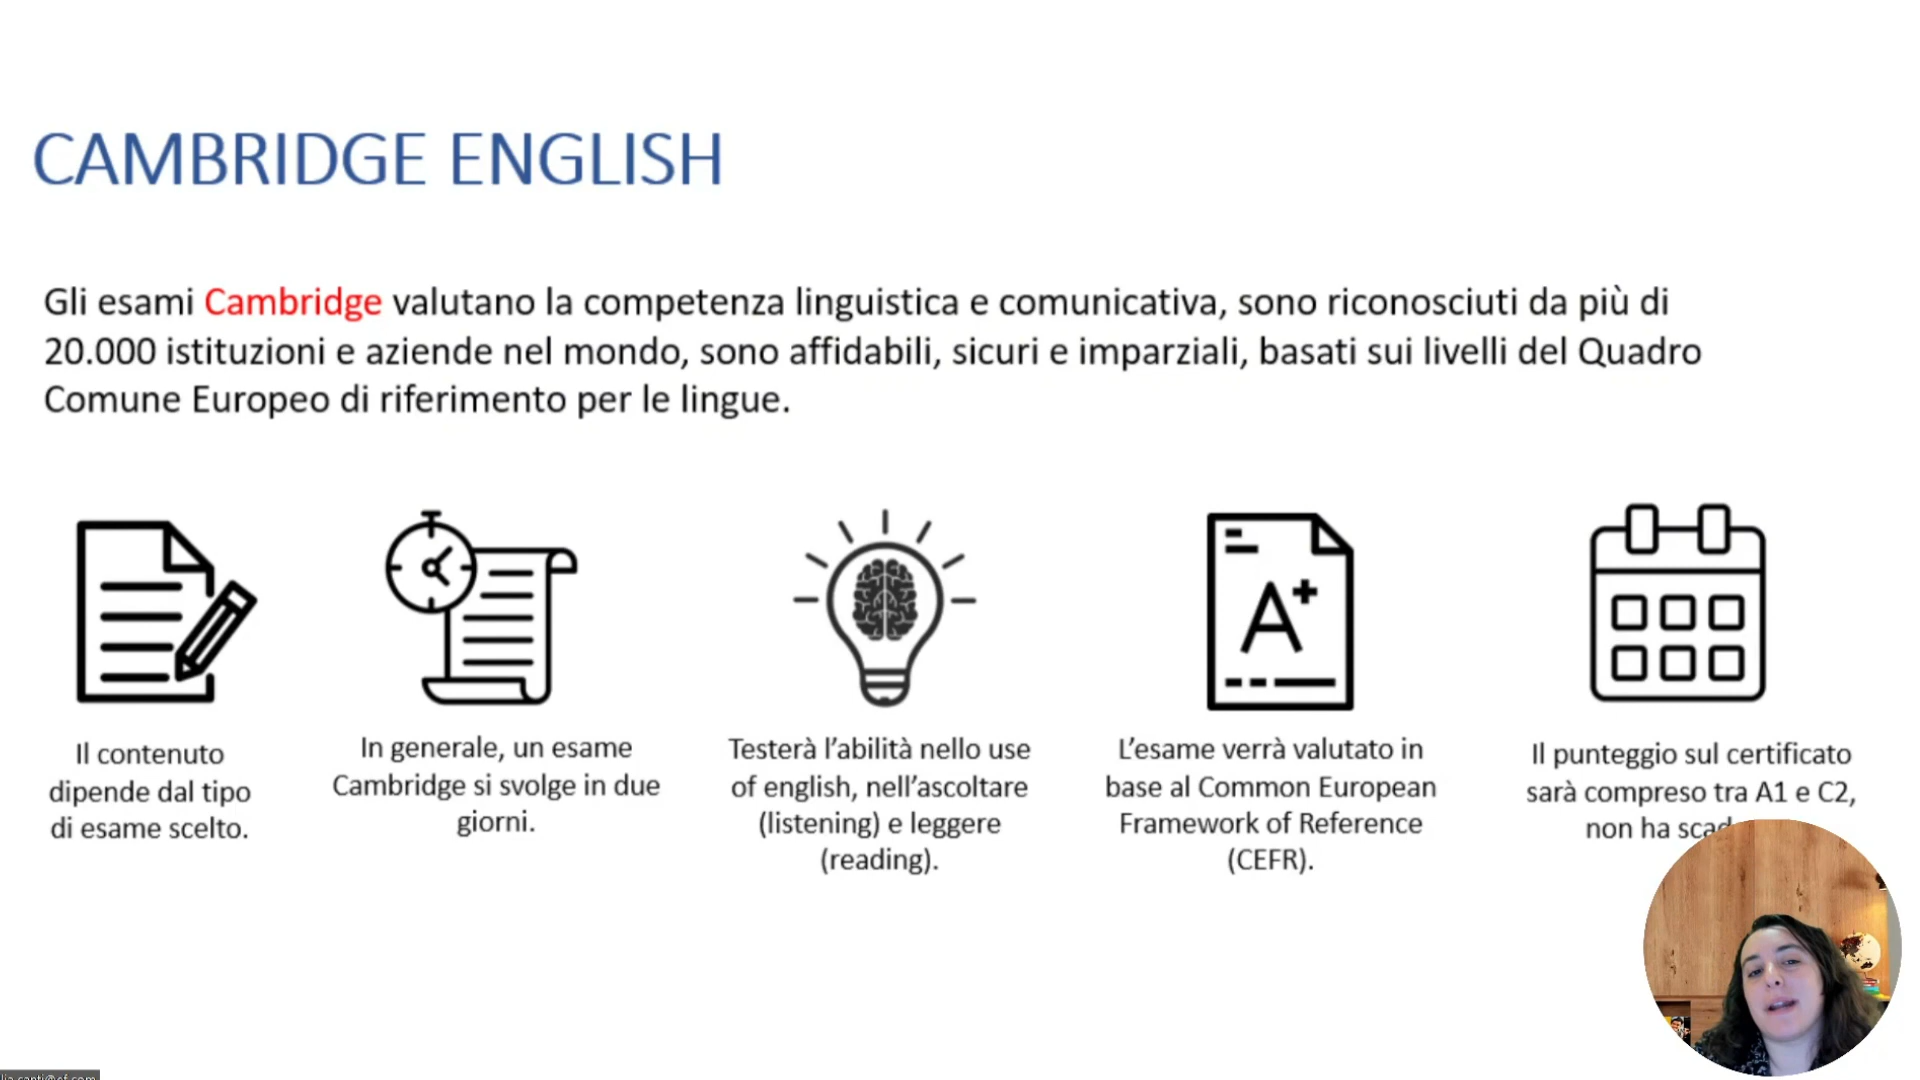 CAMBRIDGE ENGLISH
Gli esami Cambridge valutano la competenza linguistica e comunicativa, sono riconosciuti da più di
20.000 istituzioni e aziende nel mondo, sono affidabili, sicuri e imparziali, basati sui livelli del Quadro
Comune Europeo di riferimento per le lingue.
A+
Il contenuto
dipende dal tipo
di esame scelto.
In generale, un esame
Cambridge si svolge in due
giorni.
Testerà l'abilità nello use
of english, nell'ascoltare
(listening) e leggere
(reading).
L'esame verrà valutato in
base al Common European
Framework of Reference
(CEFR).
Il punteggio sul certificato
sarà compreso tra A1 e C2,
non ha